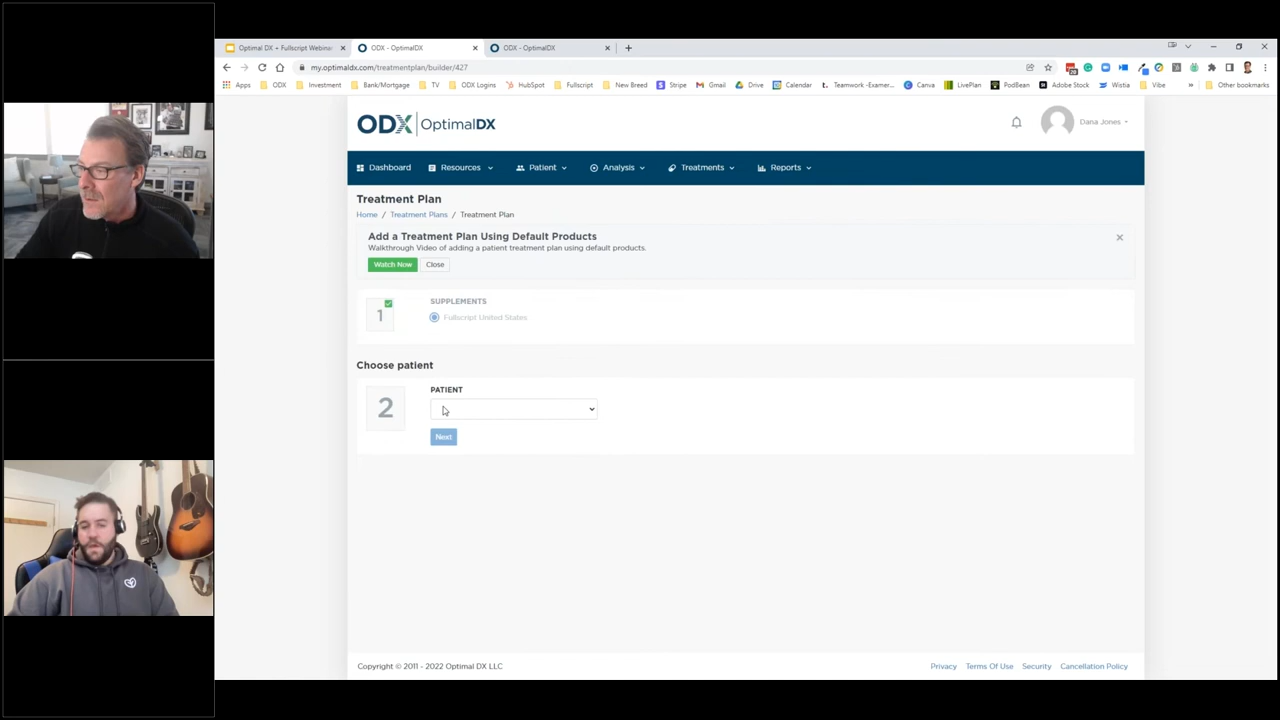 Optimal DX + Fullscript Webina
ODX - OptimalDX
ODX - OptimalDX
my.optimaldx.com/treatmentplan/builder/427
Apps ODX Investment Bank/Mortgage TV ODX Logins HubSpot Fullscript New Breed Stripe Gmail Drive Calendar Teamwork -Examer... Canva LivePlan PodBean Adobe Stock Wistia Vibe » Other bookmarks
ODX | OptimalDX
Dana Jones
Dashboard Resources Patient Analysis Treatments Reports
Treatment Plan
Home / Treatment Plans / Treatment Plan
Add a Treatment Plan Using Default Products
Walkthrough Video of adding a patient treatment plan using default products.
Watch Now Close
1
SUPPLEMENTS
Fullscript United States
Choose patient
2
PATIENT
Next
Copyright © 2011 - 2022 Optimal DX LLC
Privacy Terms Of Use Security Cancellation Policy